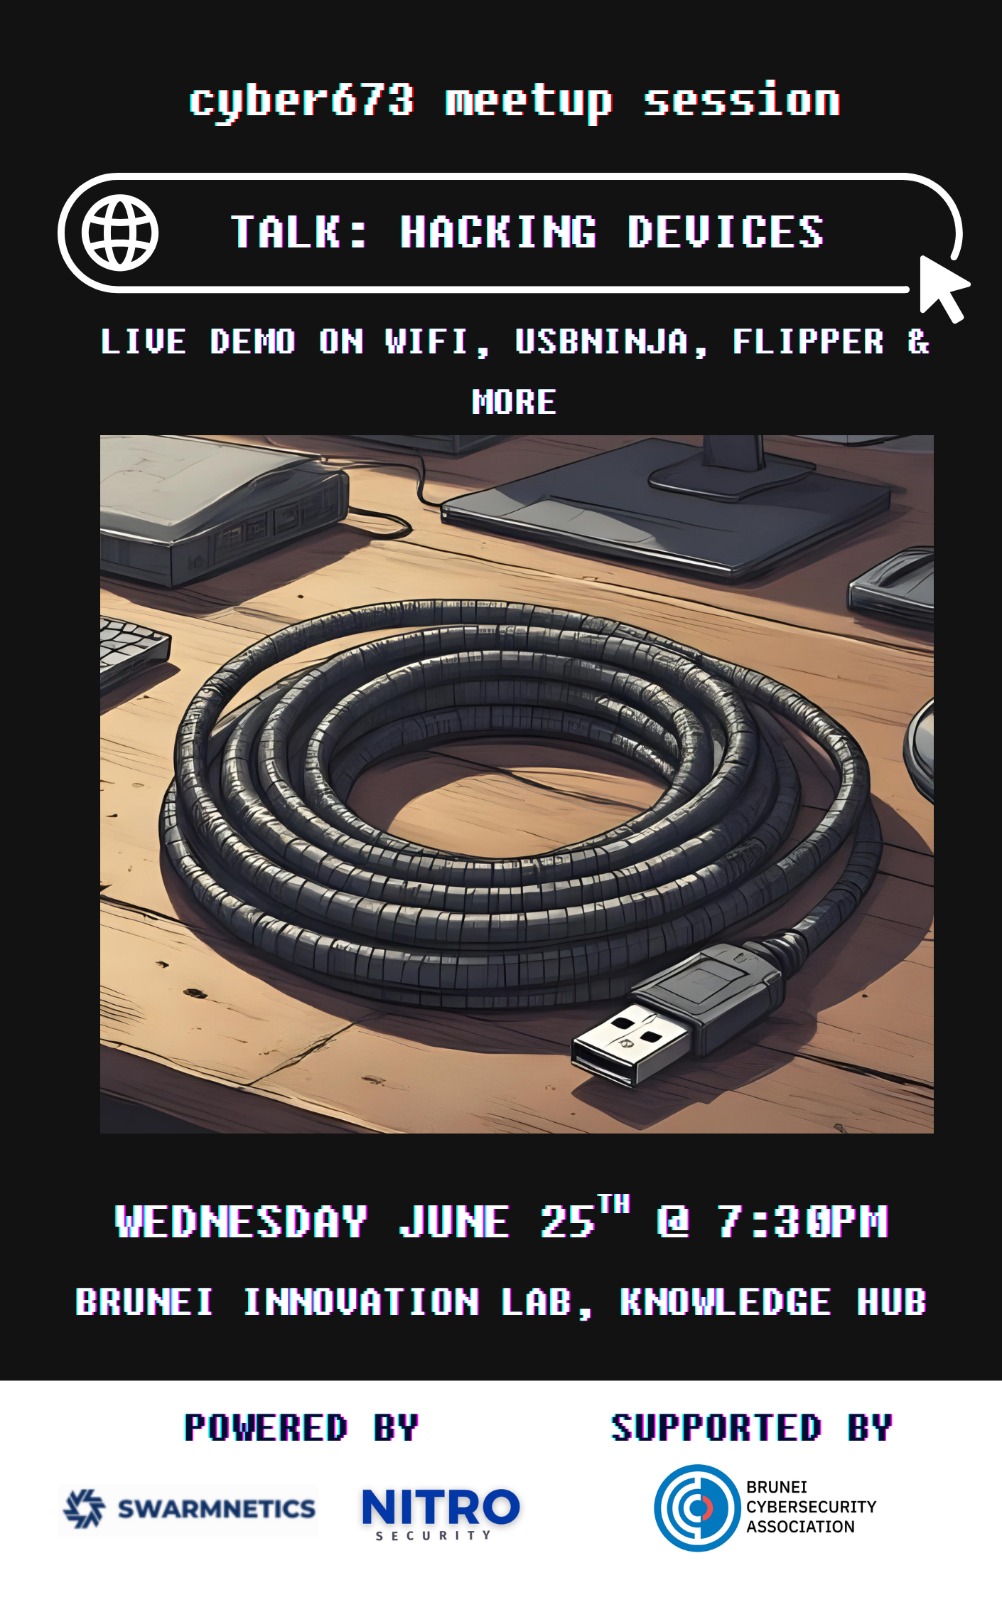 cyber673 meetup session
TALK: HACKING DEVICES
LIVE DEMO ON WIFI, USBNINJA, FLIPPER &
MORE
WEDNESDAY JUNE 25TH @ 7:30PM
BRUNEI INNOVATION LAB, KNOWLEDGE HUB
POWERED BY
SUPPORTED BY
SWARMNETICS
NITRO
SECURITY
BRUNEI
CYBERSECURITY
ASSOCIATION